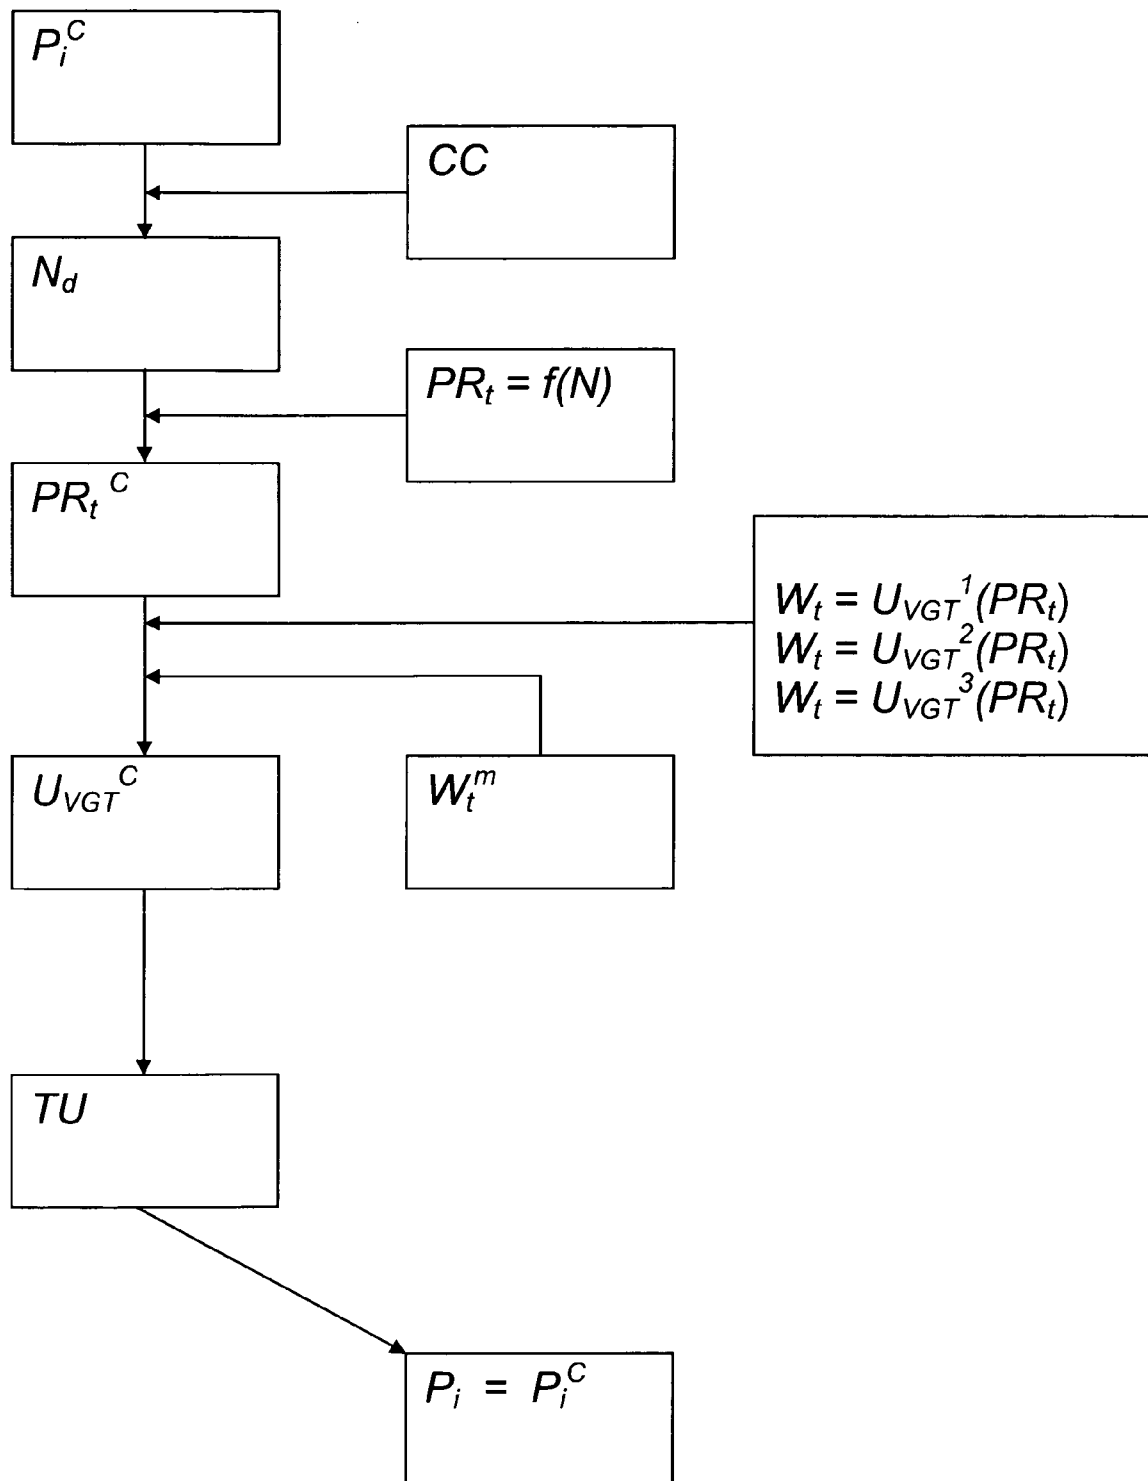 P_i^C
CC
N_d
PR_t = f(N)
PR_t^C
W_t = U_VGT^1(PR_t)
W_t = U_VGT^2(PR_t)
W_t = U_VGT^3(PR_t)
U_VGT^C
W_t^m
TU
P_i = P_i^C